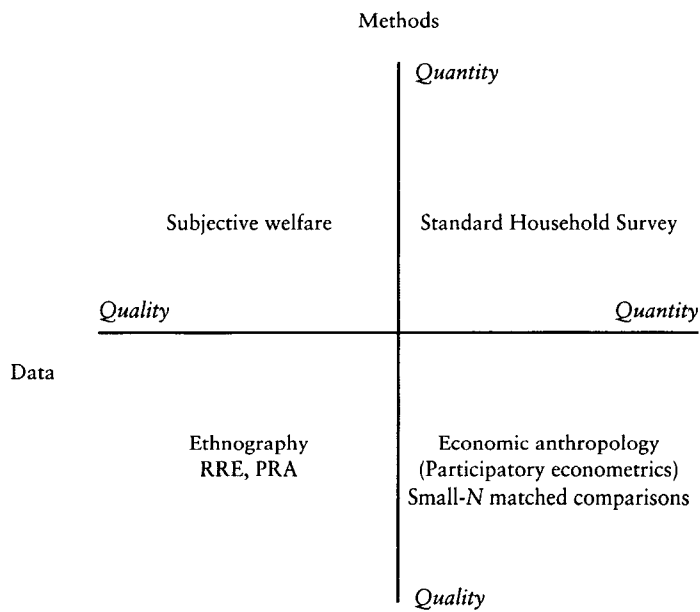 Methods
Quantity
Subjective welfare
Standard Household Survey
Quality
Quantity
Data
Ethnography
RRE, PRA
Economic anthropology
(Participatory econometrics)
Small-N matched comparisons
Quality